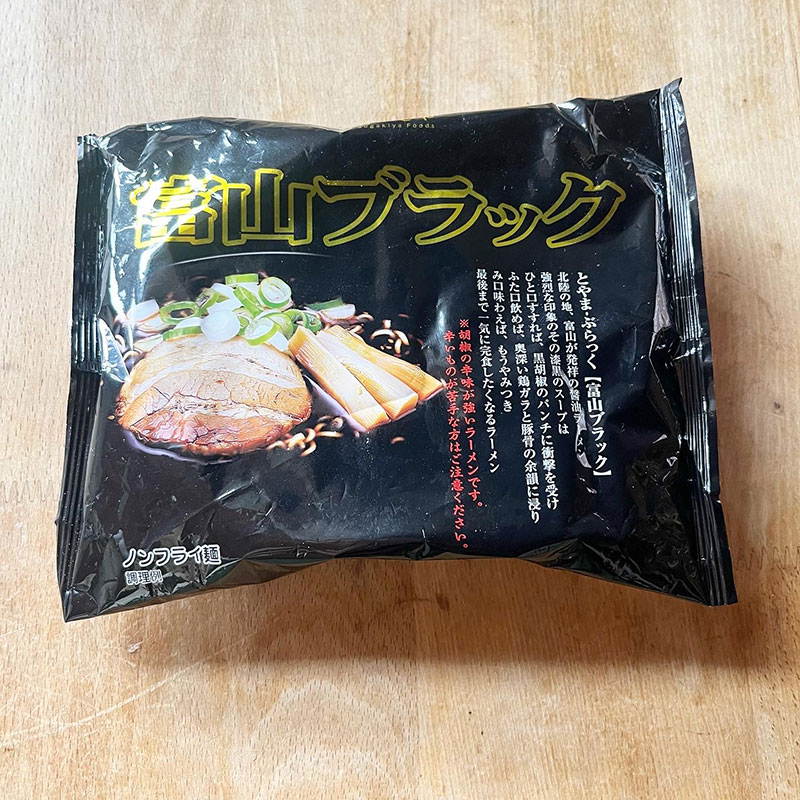 Sugakiya Foods
富山ブラック
とやま・ぶらっく【富山ブラック】
北陸の地、富山が発祥の醤油ラーメン
強烈な印象のその漆黒のスープは
ひと口すすれば、黒胡椒のパンチに衝撃を受け
ふた口飲めば、奥深い鶏ガラと豚骨の余韻に浸り
み口味わえば、もうやみつき
最後まで一気に完食したくなるラーメン
※胡椒の辛味が強いラーメンです。
辛いものが苦手な方はご注意ください。
ノンフライ麺
調理例